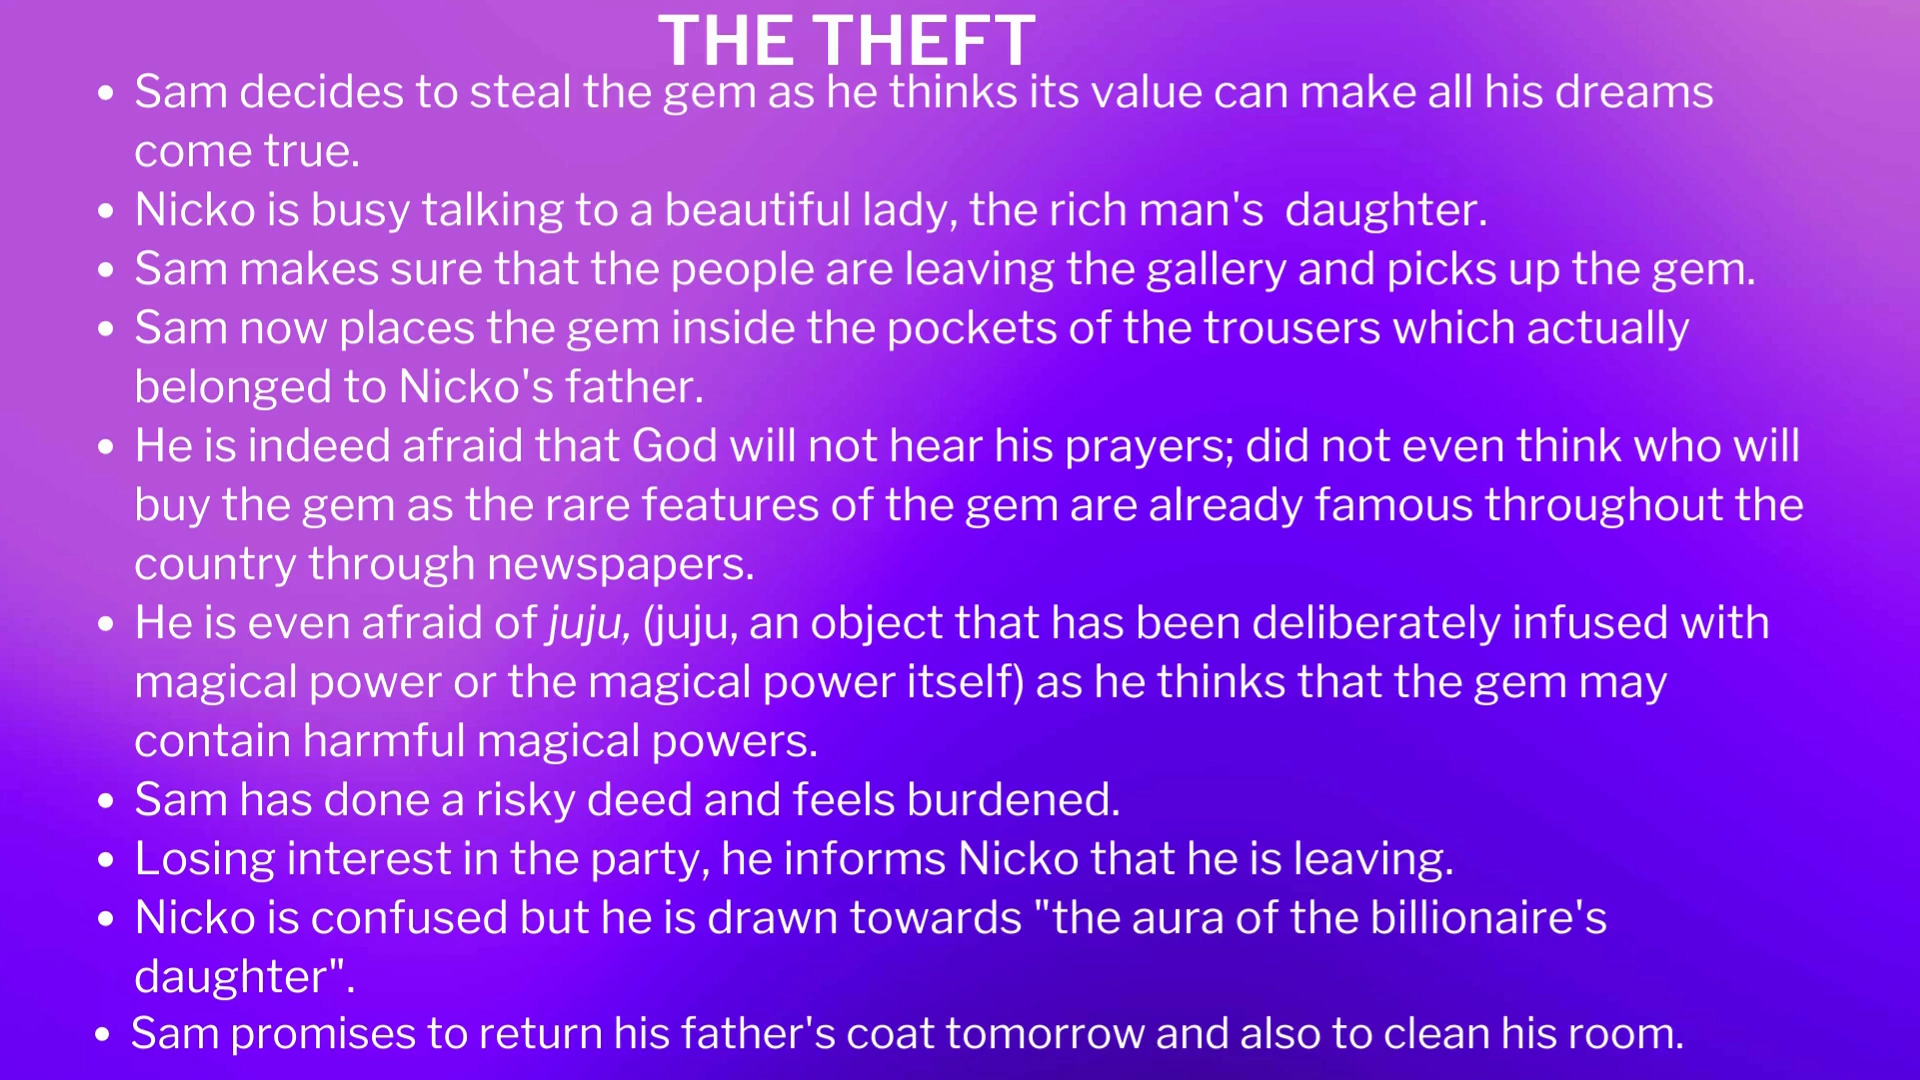 THE THEFT
• Sam decides to steal the gem as he thinks its value can make all his dreams
come true.
• Nicko is busy talking to a beautiful lady, the rich man's  daughter.
• Sam makes sure that the people are leaving the gallery and picks up the gem.
• Sam now places the gem inside the pockets of the trousers which actually
belonged to Nicko's father.
• He is indeed afraid that God will not hear his prayers; did not even think who will
buy the gem as the rare features of the gem are already famous throughout the
country through newspapers.
• He is even afraid of juju, (juju, an object that has been deliberately infused with
magical power or the magical power itself) as he thinks that the gem may
contain harmful magical powers.
• Sam has done a risky deed and feels burdened.
• Losing interest in the party, he informs Nicko that he is leaving.
• Nicko is confused but he is drawn towards "the aura of the billionaire's
daughter".
• Sam promises to return his father's coat tomorrow and also to clean his room.